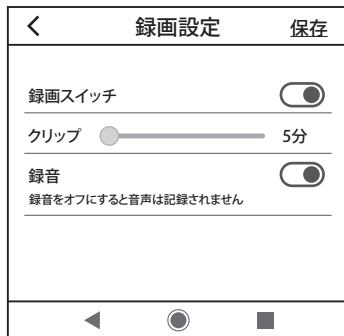 録画設定
保存
録画スイッチ
クリップ 5分
録音
録音をオフにすると音声は記録されません